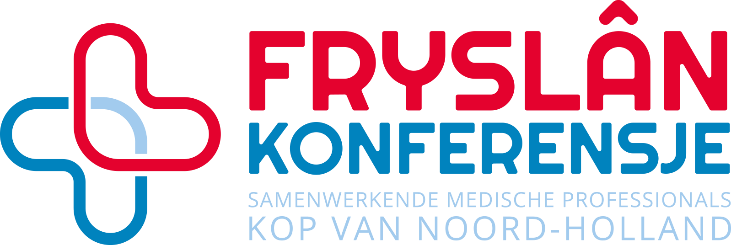 FRYSLÂN
KONFERENSJE
SAMENWERKENDE MEDISCHE PROFESSIONALS
KOP VAN NOORD-HOLLAND